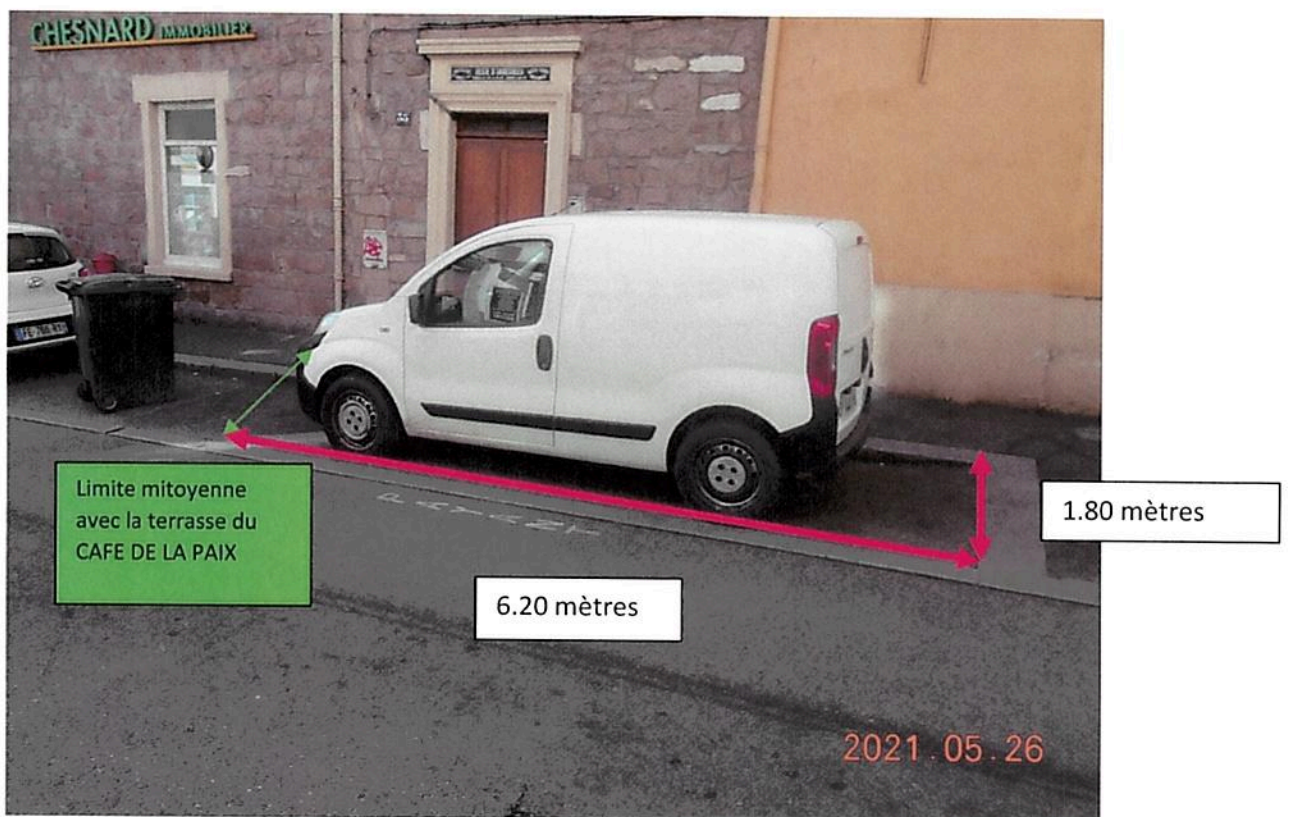 CHESNARD IMMOBILIER
Limite mitoyenne
avec la terrasse du
CAFE DE LA PAIX
1.80 mètres
PAYANT
6.20 mètres
2021.05.26